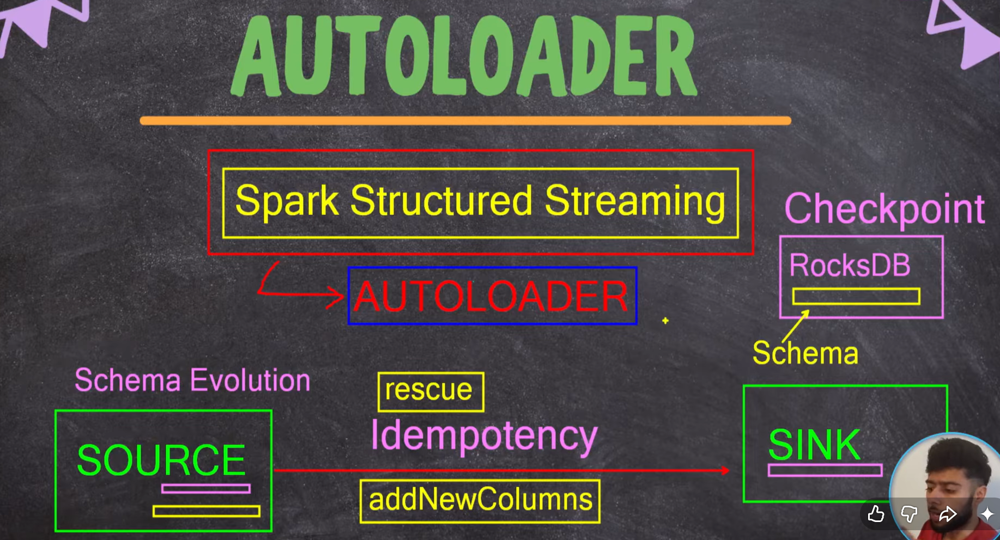 AUTOLOADER
Spark Structured Streaming
Checkpoint
RocksDB
AUTOLOADER
Schema
Schema Evolution
rescue
Idempotency
SOURCE
SINK
addNewColumns